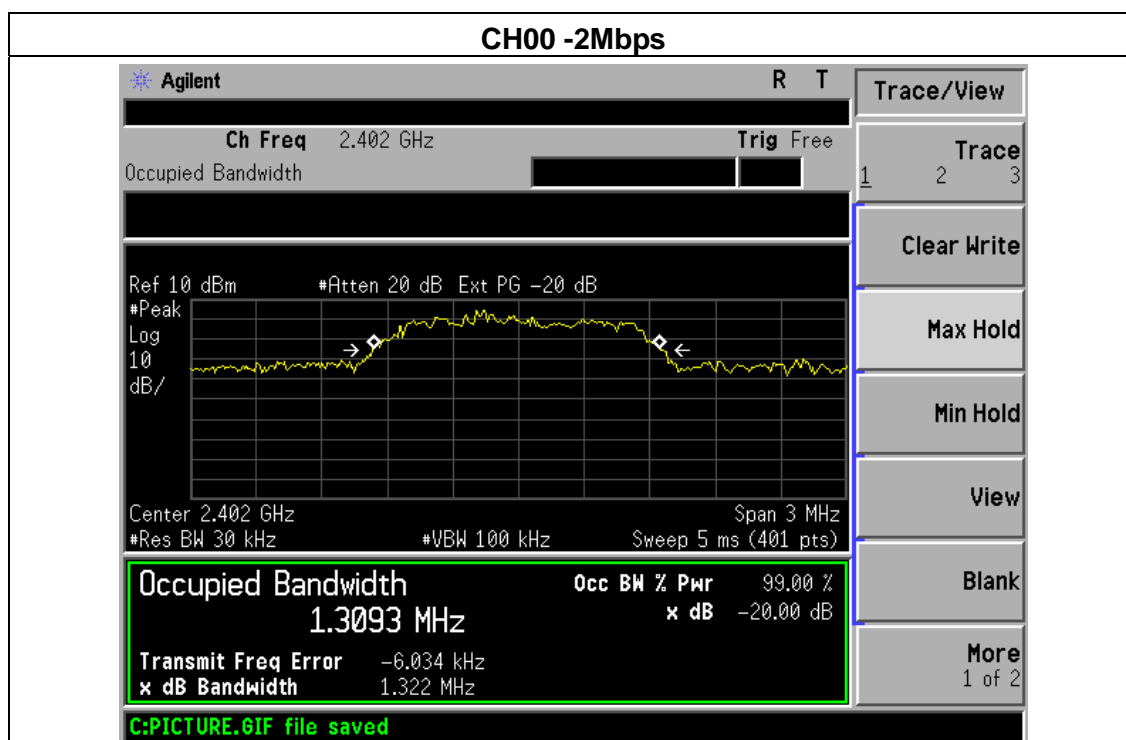 CH00 -2Mbps
Agilent R T
Trace/View
Ch Freq 2.402 GHz Trig Free
Occupied Bandwidth
Trace
1 2 3
Clear Write
Ref 10 dBm #Atten 20 dB Ext PG -20 dB
#Peak
Log
10
dB/
Max Hold
Min Hold
View
Center 2.402 GHz Span 3 MHz
#Res BW 30 kHz #VBW 100 kHz Sweep 5 ms (401 pts)
Occupied Bandwidth Occ BW % Pwr 99.00 %
1.3093 MHz x dB -20.00 dB
Blank
Transmit Freq Error -6.034 kHz
x dB Bandwidth 1.322 MHz
More
1 of 2
C:PICTURE.GIF file saved